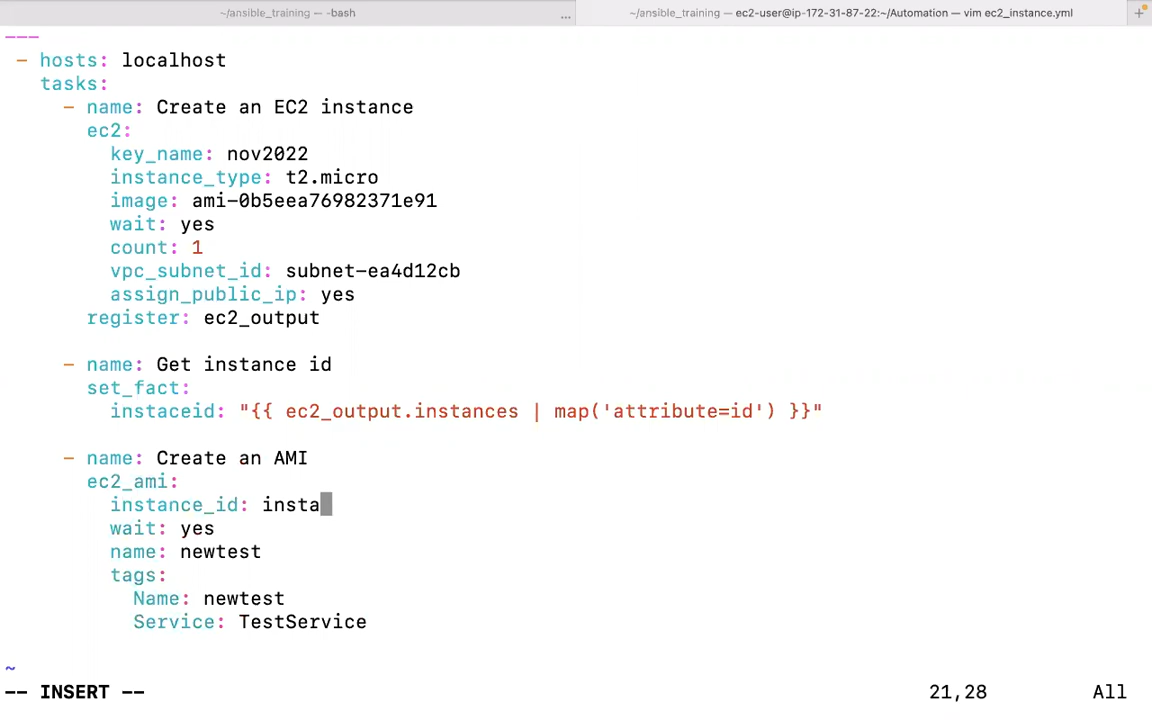 ~/ansible_training — -bash ... ~/ansible_training — ec2-user@ip-172-31-87-22:~/Automation — vim ec2_instance.yml +
---
- hosts: localhost
tasks:
- name: Create an EC2 instance
ec2:
key_name: nov2022
instance_type: t2.micro
image: ami-0b5eea76982371e91
wait: yes
count: 1
vpc_subnet_id: subnet-ea4d12cb
assign_public_ip: yes
register: ec2_output
- name: Get instance id
set_fact:
instaceid: "{{ ec2_output.instances | map('attribute=id') }}"
- name: Create an AMI
ec2_ami:
instance_id: insta
wait: yes
name: newtest
tags:
Name: newtest
Service: TestService
~
-- INSERT -- 21,28 All